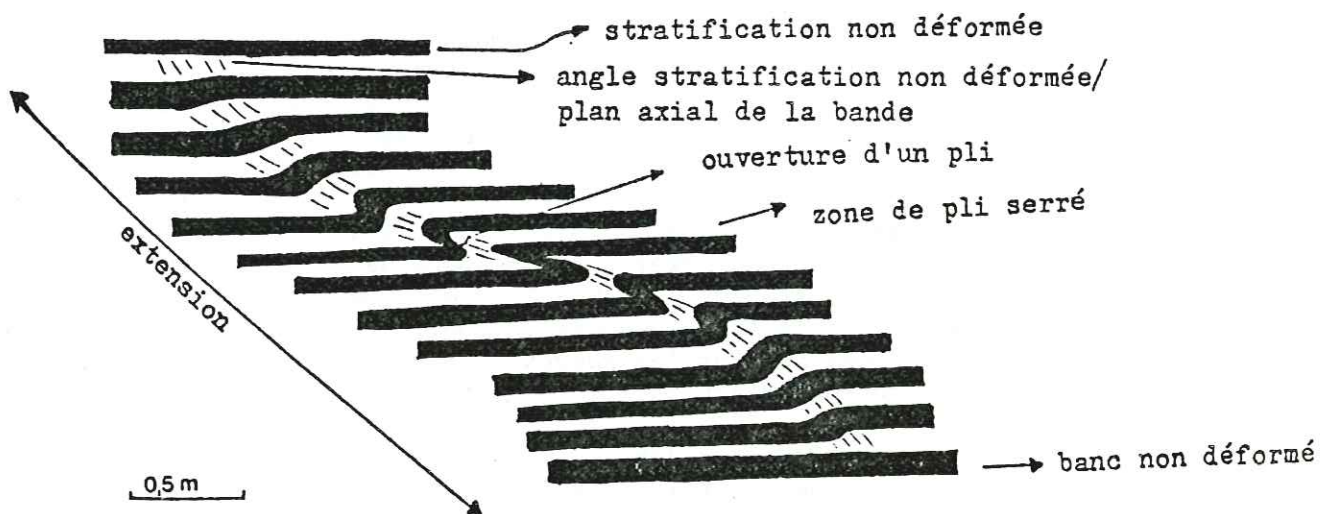 stratification non déformée
angle stratification non déformée/
plan axial de la bande
ouverture d'un pli
zone de pli serré
extension
banc non déformé
0,5 m